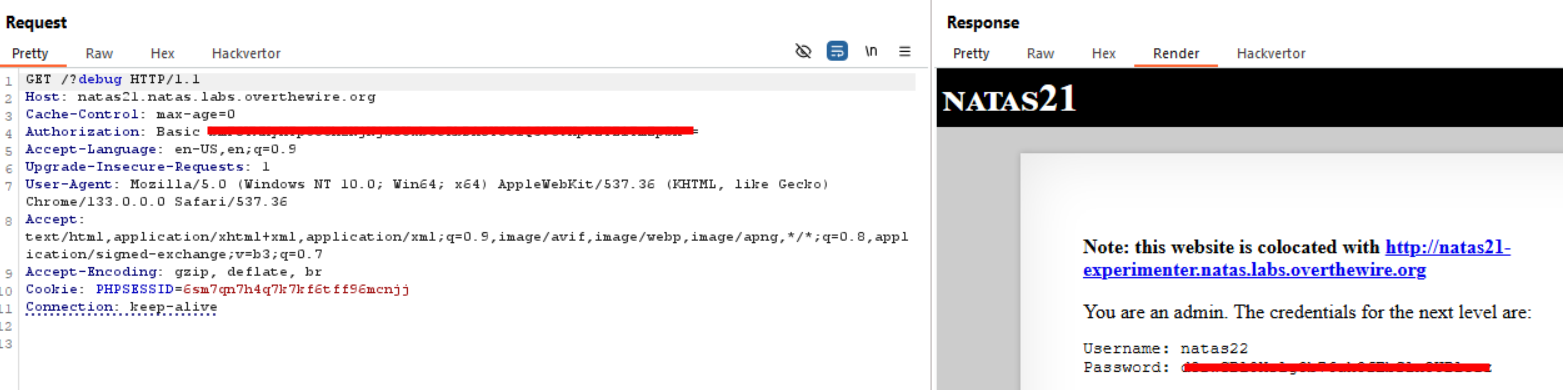 Request
Pretty Raw Hex Hackvertor
\n
1 GET /?debug HTTP/1.1
2 Host: natas21.natas.labs.overthewire.org
3 Cache-Control: max-age=0
4 Authorization: Basic =
5 Accept-Language: en-US,en;q=0.9
6 Upgrade-Insecure-Requests: 1
7 User-Agent: Mozilla/5.0 (Windows NT 10.0; Win64; x64) AppleWebKit/537.36 (KHTML, like Gecko)
Chrome/133.0.0.0 Safari/537.36
8 Accept:
text/html,application/xhtml+xml,application/xml;q=0.9,image/avif,image/webp,image/apng,*/*;q=0.8,appl
ication/signed-exchange;v=b3;q=0.7
9 Accept-Encoding: gzip, deflate, br
10 Cookie: PHPSESSID=6sm7qn7h4q7k7kf6tff96mcnjj
11 Connection: keep-alive
12
13
Response
Pretty Raw Hex Render Hackvertor
NATAS21
Note: this website is colocated with http://natas21-
experimenter.natas.labs.overthewire.org
You are an admin. The credentials for the next level are:
Username: natas22
Password: